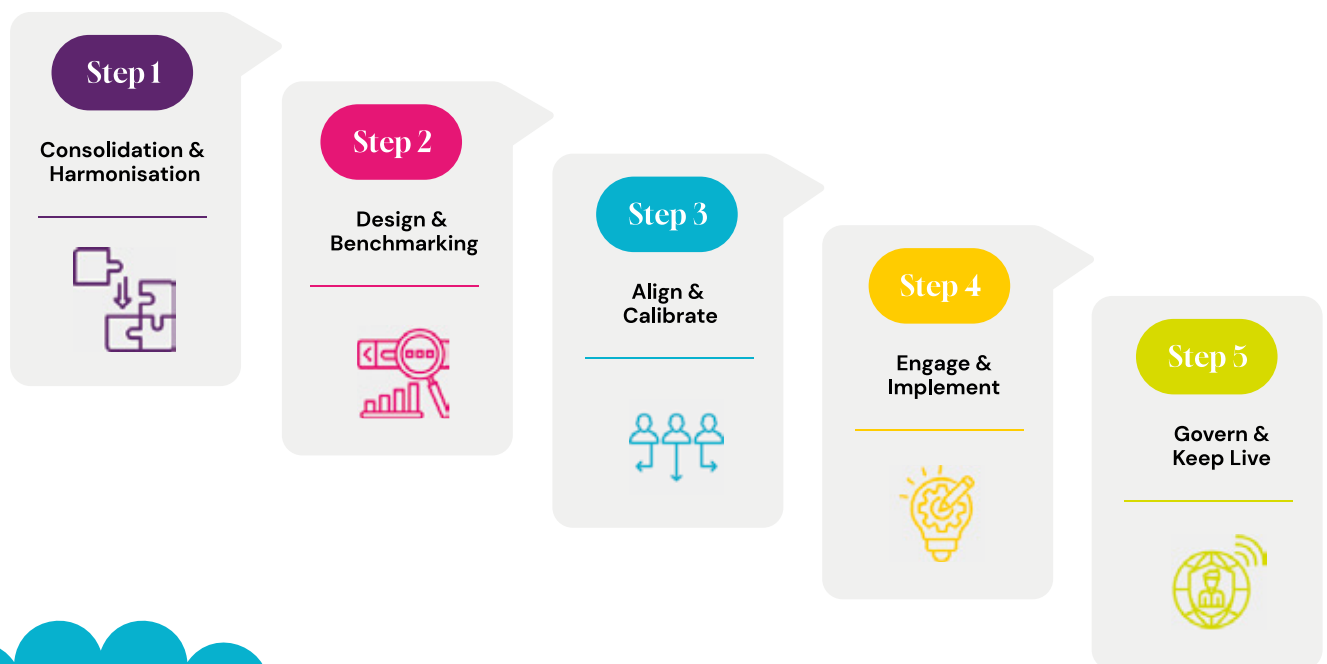 Step 1
Consolidation &
Harmonisation
Step 2
Design &
Benchmarking
Step 3
Align &
Calibrate
Step 4
Engage &
Implement
Step 5
Govern &
Keep Live